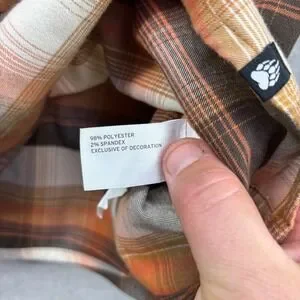 98% POLYESTER
2% SPANDEX
EXCLUSIVE OF DECORATION